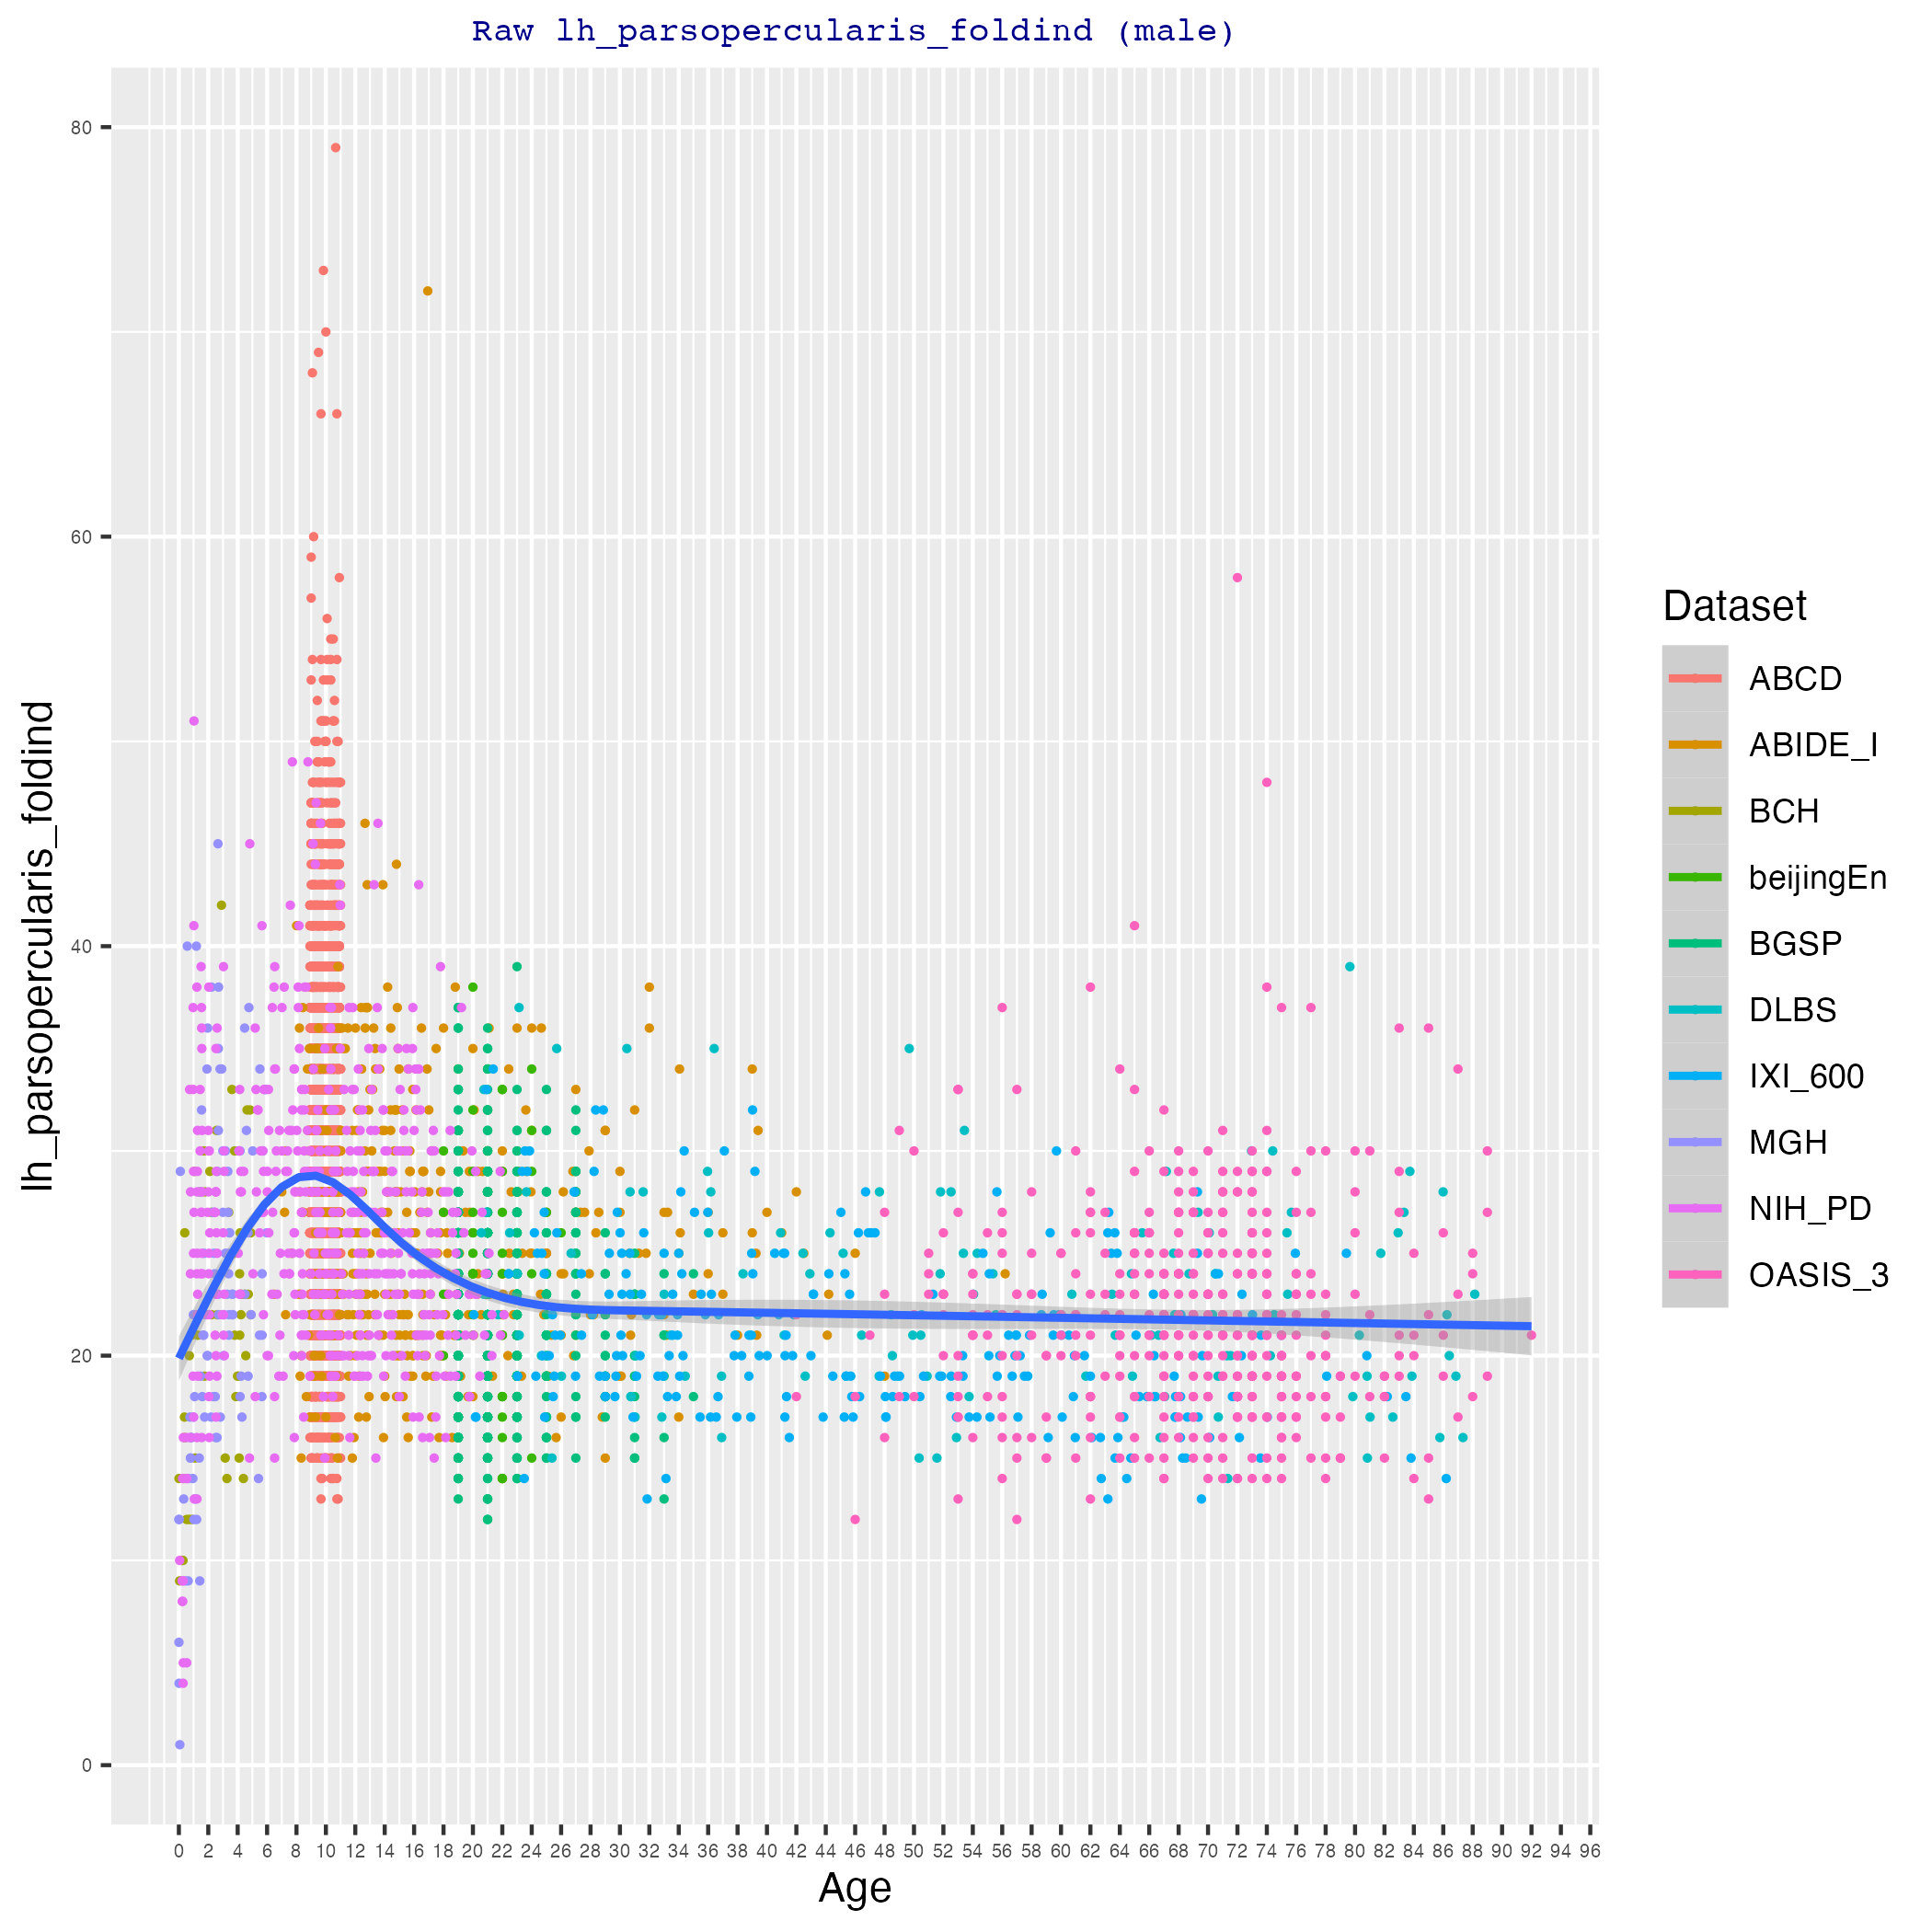 Raw lh_parsopercularis_foldind (male)
lh_parsopercularis_foldind
80
60
40
20
0
0 2 4 6 8 10 12 14 16 18 20 22 24 26 28 30 32 34 36 38 40 42 44 46 48 50 52 54 56 58 60 62 64 66 68 70 72 74 76 78 80 82 84 86 88 90 92 94 96
Age
Dataset
ABCD
ABIDE_I
BCH
beijingEn
BGSP
DLBS
IXI_600
MGH
NIH_PD
OASIS_3